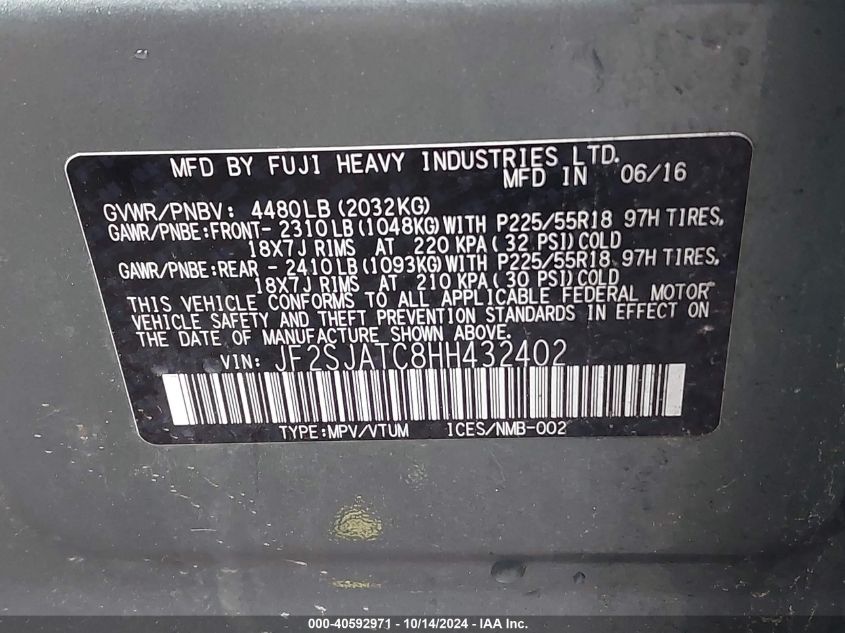 MFD BY FUJI HEAVY INDUSTRIES LTD.
MFD IN 06/16
GVWR/PNBV: 4480LB (2032KG)
GAWR/PNBE:FRONT- 2310 LB (1048KG)WITH P225/55R18 97H TIRES,
18X7J RIMS AT 220 KPA( 32 PSI)COLD
GAWR/PNBE:REAR - 2410 LB (1093KG)WITH P225/55R18 97H TIRES,
18X7J RIMS AT 210 KPA( 30 PSI)COLD
THIS VEHICLE CONFORMS TO ALL APPLICABLE FEDERAL MOTOR
VEHICLE SAFETY AND THEFT PREVENTION STANDARDS IN EFFECT ON
THE DATE OF MANUFACTURE SHOWN ABOVE.
VIN: JF2SJATC8HH432402
TYPE:MPV/VTUM ICES/NMB-002
000-40592971 - 10/14/2024 - IAA Inc.